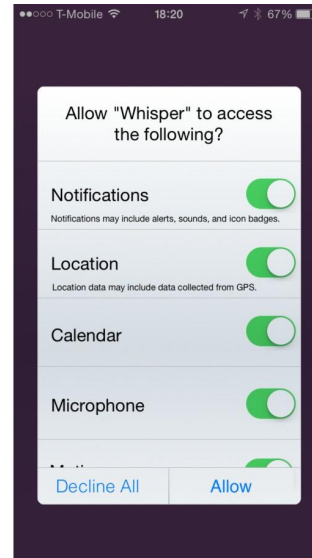 T-Mobile 18:20 67%
Allow "Whisper" to access
the following?
Notifications
Notifications may include alerts, sounds, and icon badges.
Location
Location data may include data collected from GPS.
Calendar
Microphone
Decline All Allow